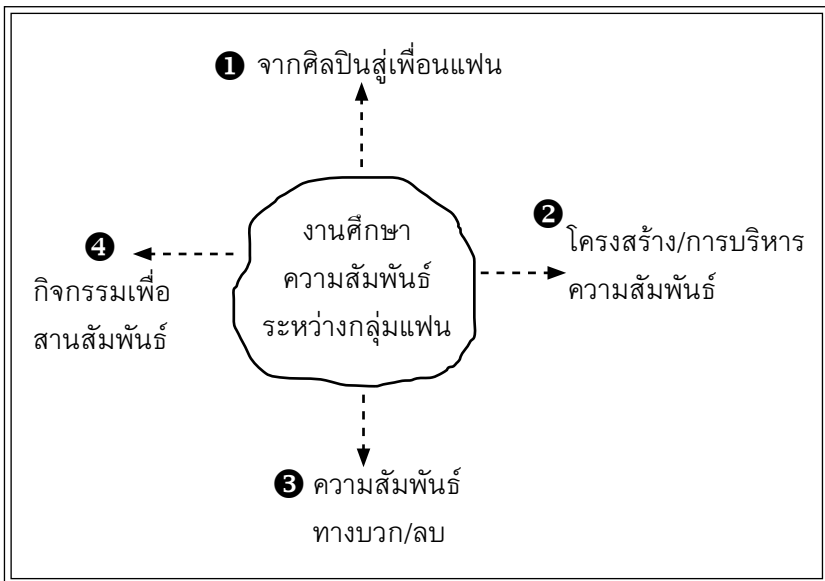 ❶ จากศิลปินสู่เพื่อนแฟน
งานศึกษา
ความสัมพันธ์
ระหว่างกลุ่มแฟน
❷
โครงสร้าง/การบริหาร
ความสัมพันธ์
❸ ความสัมพันธ์
ทางบวก/ลบ
❹
กิจกรรมเพื่อ
สานสัมพันธ์